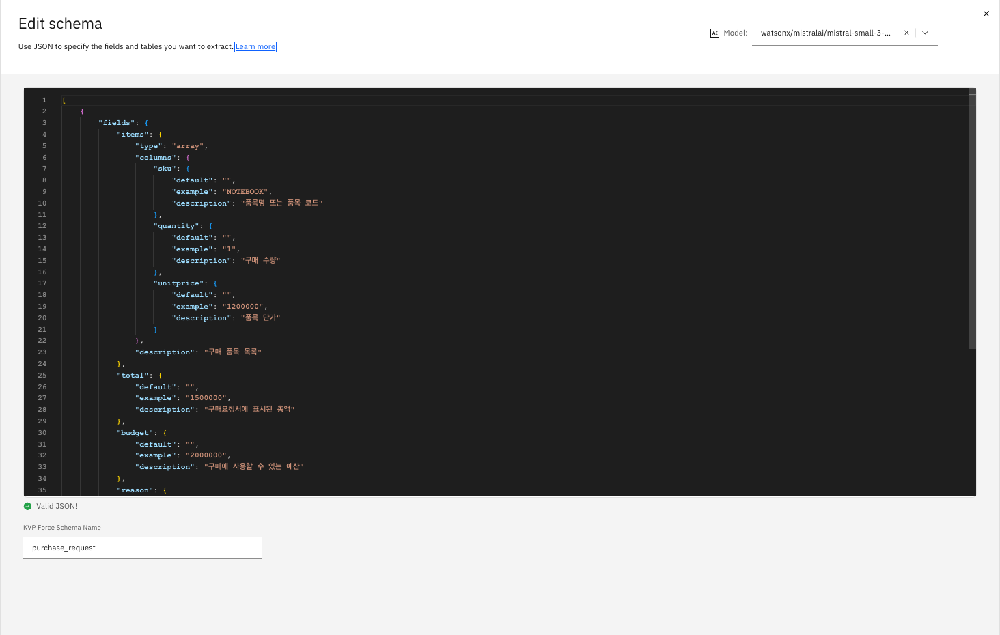 Edit schema
Use JSON to specify the fields and tables you want to extract. Learn more
AI Model: watsonx/mistralai/mistral-small-3-...
1 [
2 {
3 "fields": {
4 "items": {
5 "type": "array",
6 "columns": {
7 "sku": {
8 "default": "",
9 "example": "NOTEBOOK",
10 "description": "품목명 또는 품목 코드"
11 },
12 "quantity": {
13 "default": "",
14 "example": "1",
15 "description": "구매 수량"
16 },
17 "unitprice": {
18 "default": "",
19 "example": "1200000",
20 "description": "품목 단가"
21 }
22 },
23 "description": "구매 품목 목록"
24 },
25 "total": {
26 "default": "",
27 "example": "1500000",
28 "description": "구매요청서에 표시된 총액"
29 },
30 "budget": {
31 "default": "",
32 "example": "2000000",
33 "description": "구매에 사용할 수 있는 예산"
34 },
35 "reason": {
Valid JSON!
KVP Force Schema Name
purchase_request